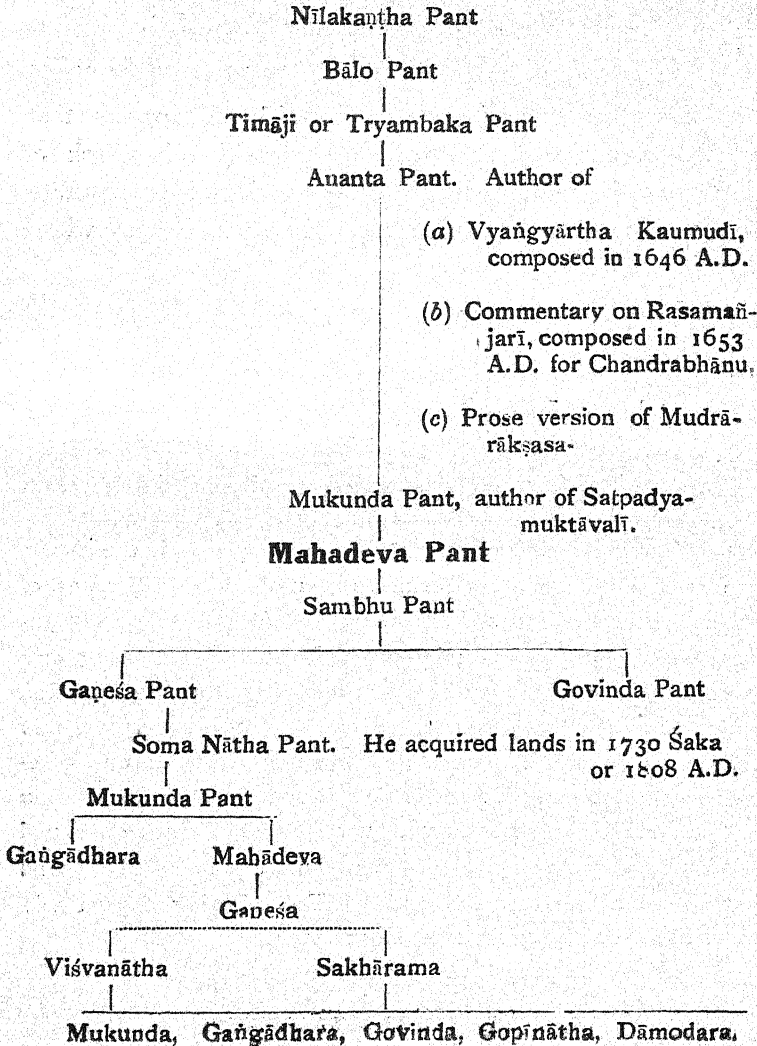 Nīlakaṇṭha Pant
Bālo Pant
Timāji or Tryambaka Pant
Ananta Pant. Author of
(a) Vyaṅgyārtha Kaumudī,
composed in 1646 A.D.
(b) Commentary on Rasamañ-
jarī, composed in 1653
A.D. for Chandrabhānu.
(c) Prose version of Mudrā-
rākṣasa-
Mukunda Pant, author of Satpadya-
muktāvalī.
Mahadeva Pant
Sambhu Pant
Gaṇeśa Pant Govinda Pant
Soma Nātha Pant. He acquired lands in 1730 Śaka
or 1808 A.D.
Mukunda Pant
Gaṅgādhara Mahādeva
Gaṇeśa
Viśvanātha Sakhārama
Mukunda, Gaṅgādhara, Govinda, Gopīnātha, Dāmodara.